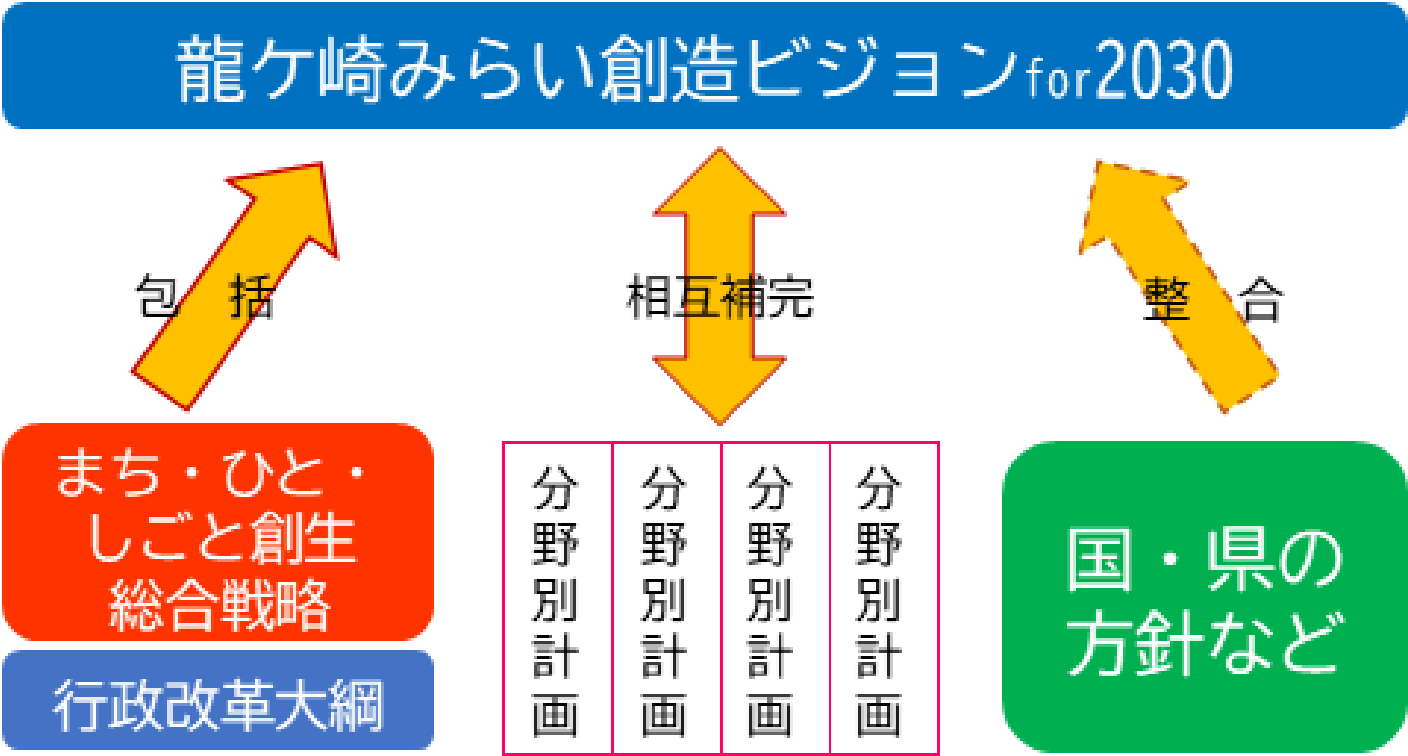 龍ケ崎みらい創造ビジョンfor2030
包　括
相互補完
整　合
まち・ひと・
しごと創生
総合戦略
行政改革大綱
分野別計画
分野別計画
分野別計画
分野別計画
国・県の
方針など